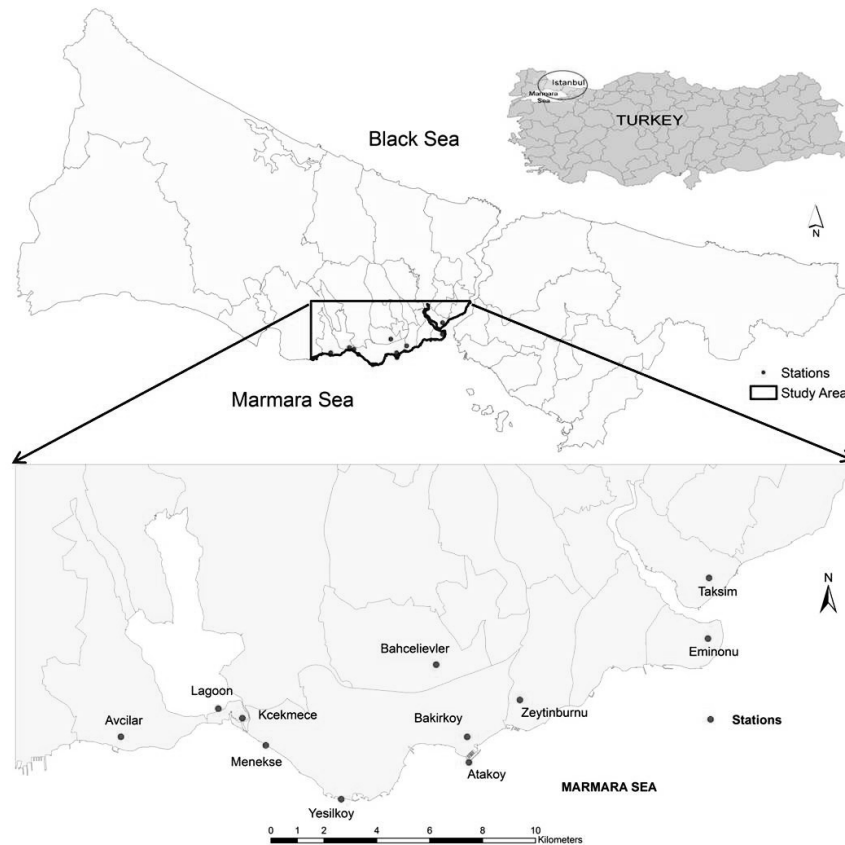 Istanbul
Marmara
Sea
TURKEY
Black Sea
N
Stations
Study Area
Marmara Sea
N
Taksim
Eminonu
Bahcelievler
Lagoon
Kcekmece
Zeytinburnu
Stations
Avcilar
Bakirkoy
Menekse
Atakoy
MARMARA SEA
Yesilkoy
0 1 2 4 6 8 10
Kilometers